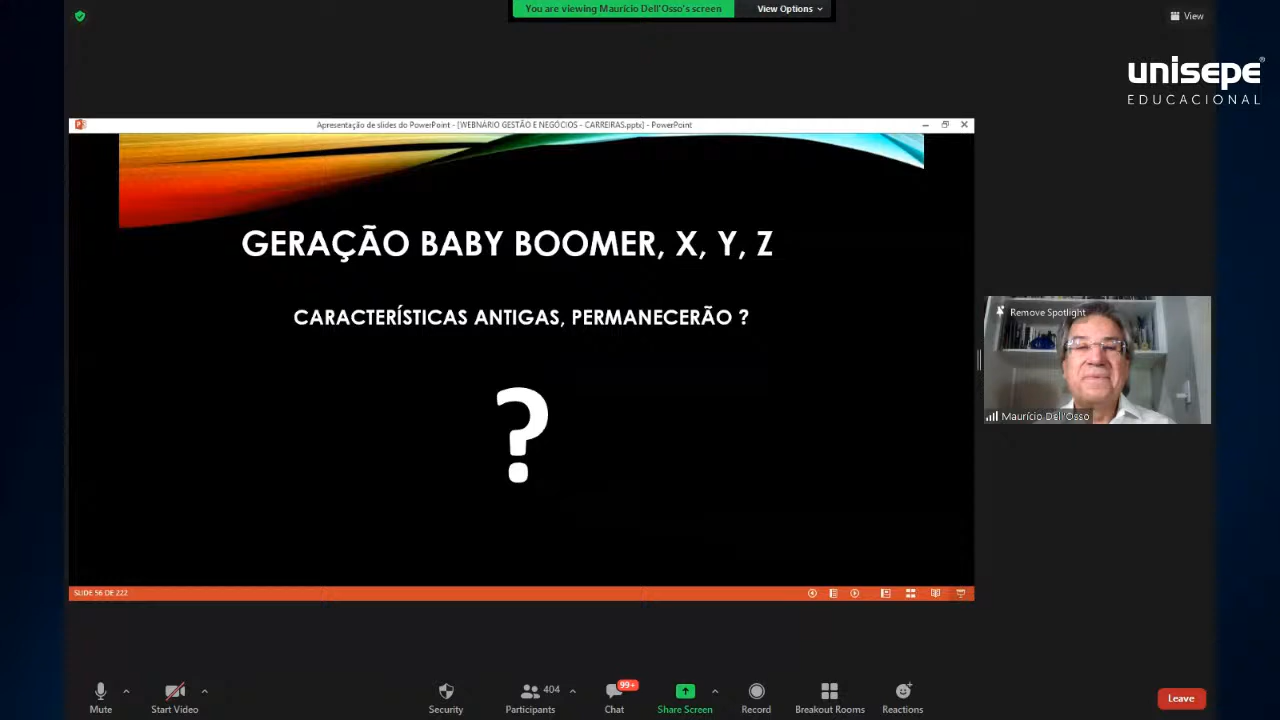 You are viewing Maurício Dell'Osso's screen
View Options
View
unisepe
EDUCACIONAL
Apresentação de slides do PowerPoint - [WEBNÁRIO GESTÃO E NEGÓCIOS - CARREIRAS.pptx] - PowerPoint
GERAÇÃO BABY BOOMER, X, Y, Z
CARACTERÍSTICAS ANTIGAS, PERMANECERÃO ?
?
Remove Spotlight
Maurício Dell'Osso
SLIDE 56 DE 222
Mute
Start Video
Security
404
Participants
99+
Chat
Share Screen
Record
Breakout Rooms
Reactions
Leave